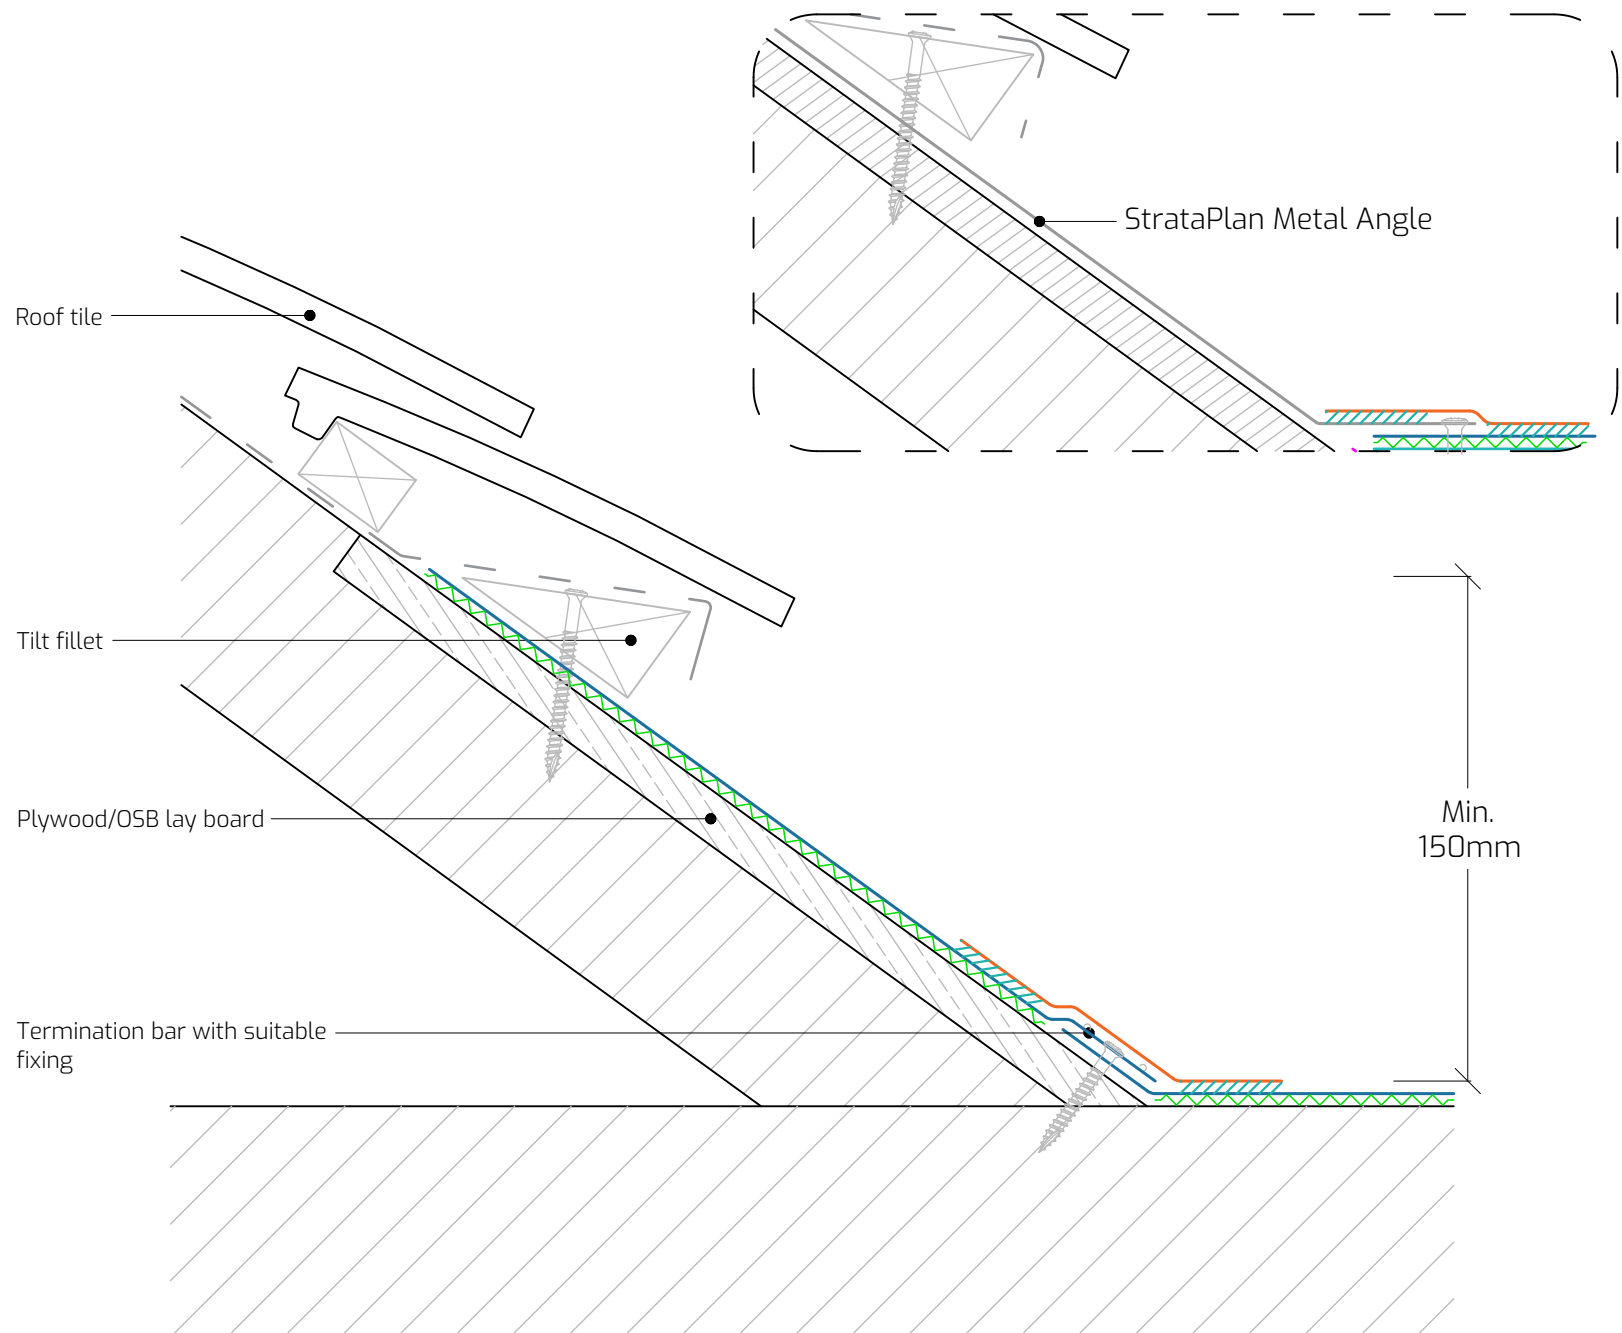 StrataPlan Metal Angle
Roof tile
Tilt fillet
Plywood/OSB lay board
Min.
150mm
Termination bar with suitable
fixing